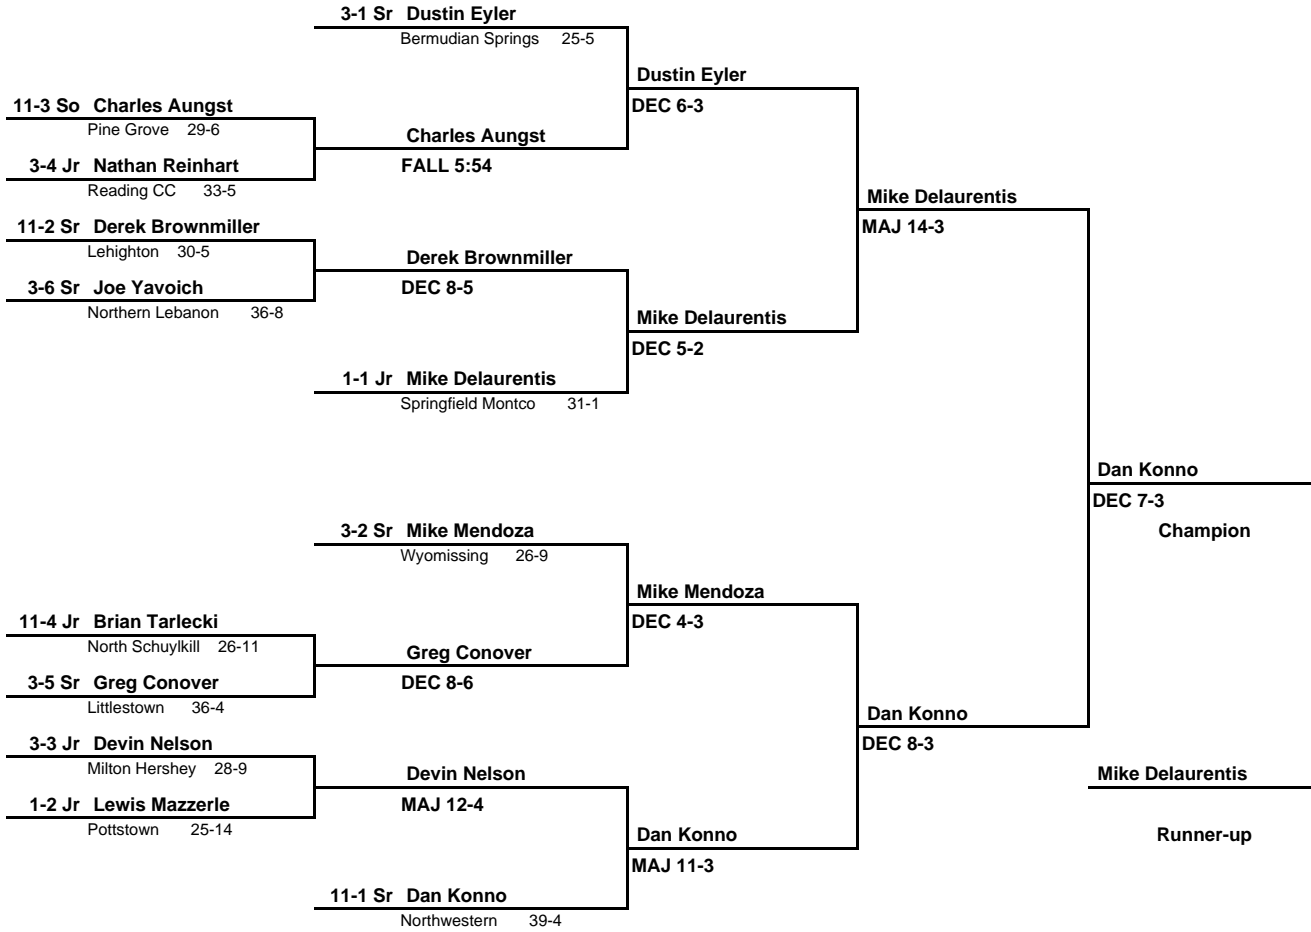 3-1 Sr Dustin Eyler
Bermudian Springs 25-5
Dustin Eyler
11-3 So Charles Aungst
DEC 6-3
Pine Grove 29-6
Charles Aungst
3-4 Jr Nathan Reinhart
FALL 5:54
Reading CC 33-5
Mike Delaurentis
11-2 Sr Derek Brownmiller
MAJ 14-3
Lehighton 30-5
Derek Brownmiller
3-6 Sr Joe Yavoich
DEC 8-5
Northern Lebanon 36-8
Mike Delaurentis
DEC 5-2
1-1 Jr Mike Delaurentis
Springfield Montco 31-1
Dan Konno
DEC 7-3
3-2 Sr Mike Mendoza
Champion
Wyomissing 26-9
Mike Mendoza
11-4 Jr Brian Tarlecki
DEC 4-3
North Schuylkill 26-11
Greg Conover
3-5 Sr Greg Conover
DEC 8-6
Littlestown 36-4
Dan Konno
3-3 Jr Devin Nelson
DEC 8-3
Milton Hershey 28-9
Devin Nelson
Mike Delaurentis
1-2 Jr Lewis Mazzerle
MAJ 12-4
Pottstown 25-14
Dan Konno
Runner-up
MAJ 11-3
11-1 Sr Dan Konno
Northwestern 39-4